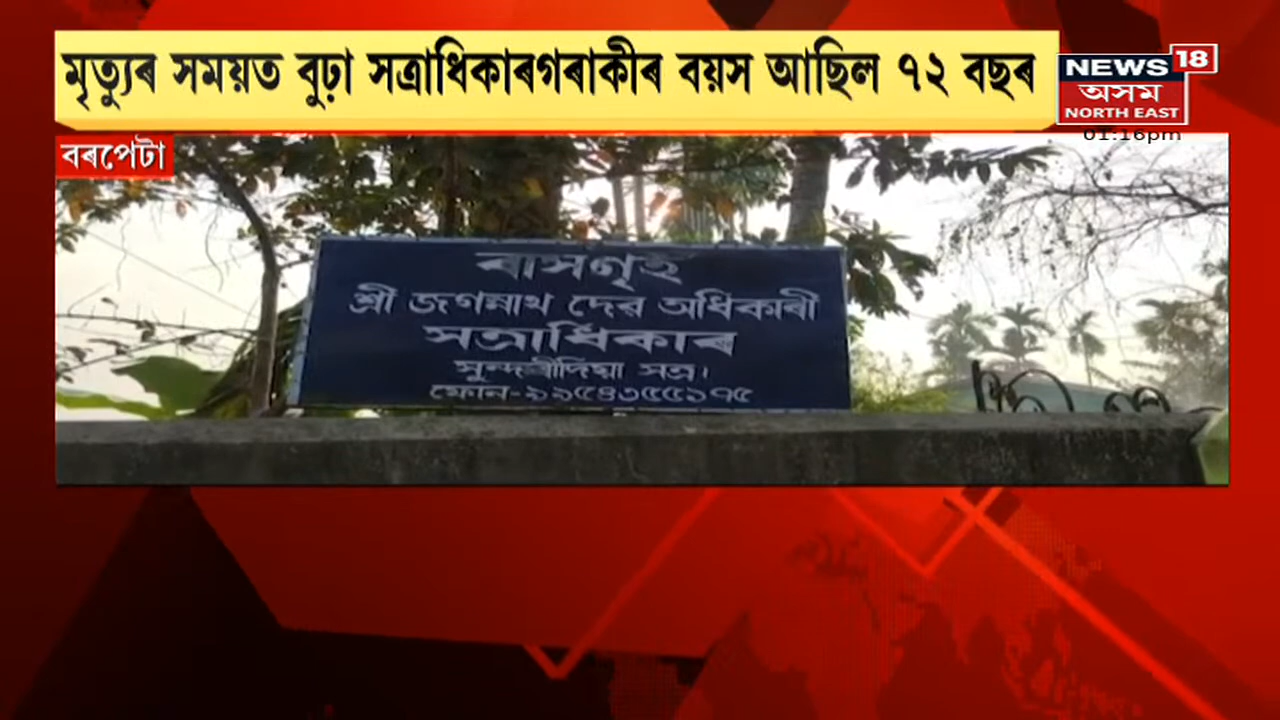 মৃত্যুৰ সময়ত বুঢ়া সত্ৰাধিকাৰগৰাকীৰ বয়স আছিল ৭২ বছৰ
NEWS 18
অসম
NORTH EAST
01:16pm
বৰপেটা
বাসগৃহ
শ্ৰী জগন্নাথ দেৱ অধিকাৰী
সত্ৰাধিকাৰ
সুন্দৰীদিয়া সত্ৰ।
ফোন-৯৯৫৪৩৫৫১৭৫